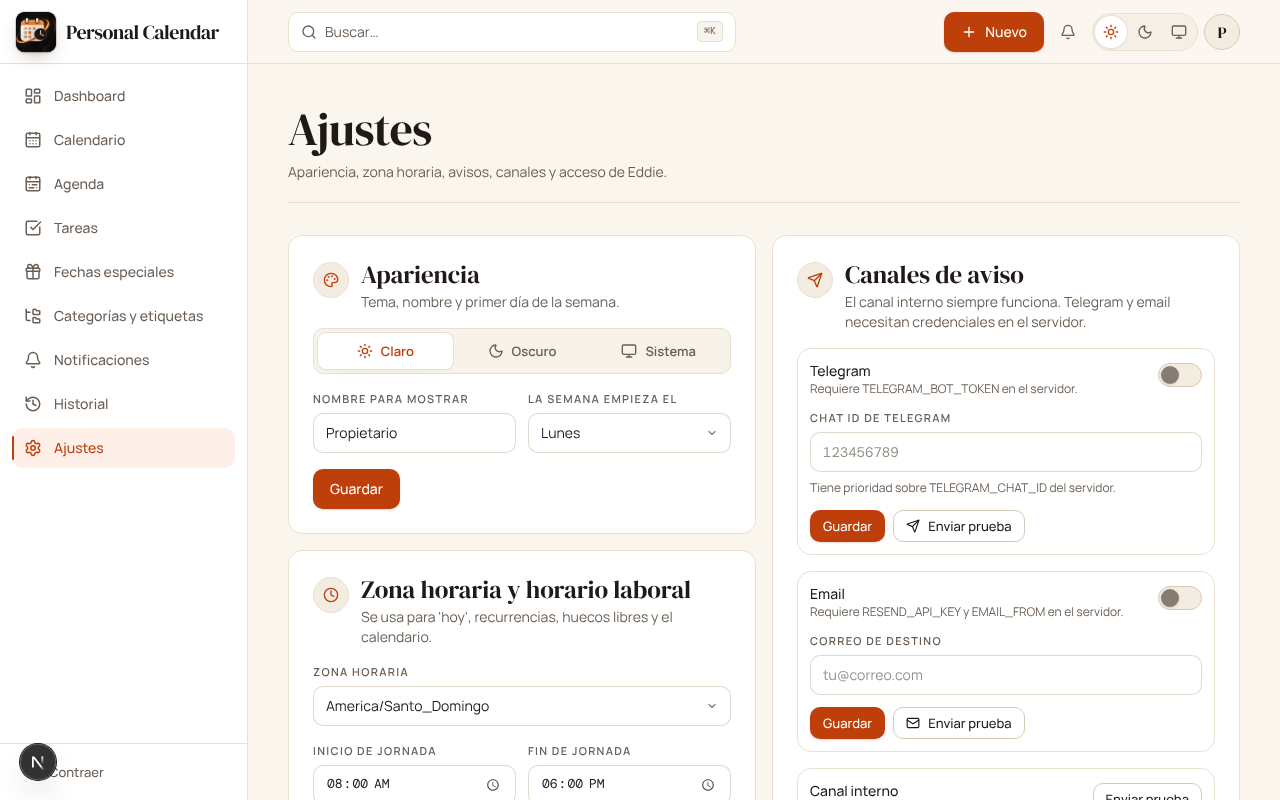 Personal Calendar
Buscar...
⌘K
Nuevo
P
Dashboard
Calendario
Agenda
Tareas
Fechas especiales
Categorías y etiquetas
Notificaciones
Historial
Ajustes
N
Contraer
Ajustes
Apariencia, zona horaria, avisos, canales y acceso de Eddie.
Apariencia
Tema, nombre y primer día de la semana.
Claro
Oscuro
Sistema
NOMBRE PARA MOSTRAR
LA SEMANA EMPIEZA EL
Propietario
Lunes
Guardar
Zona horaria y horario laboral
Se usa para 'hoy', recurrencias, huecos libres y el
calendario.
ZONA HORARIA
America/Santo_Domingo
INICIO DE JORNADA
FIN DE JORNADA
08:00 AM
06:00 PM
Canales de aviso
El canal interno siempre funciona. Telegram y email
necesitan credenciales en el servidor.
Telegram
Requiere TELEGRAM_BOT_TOKEN en el servidor.
CHAT ID DE TELEGRAM
123456789
Tiene prioridad sobre TELEGRAM_CHAT_ID del servidor.
Guardar
Enviar prueba
Email
Requiere RESEND_API_KEY y EMAIL_FROM en el servidor.
CORREO DE DESTINO
tu@correo.com
Guardar
Enviar prueba
Canal interno
Enviar prueba